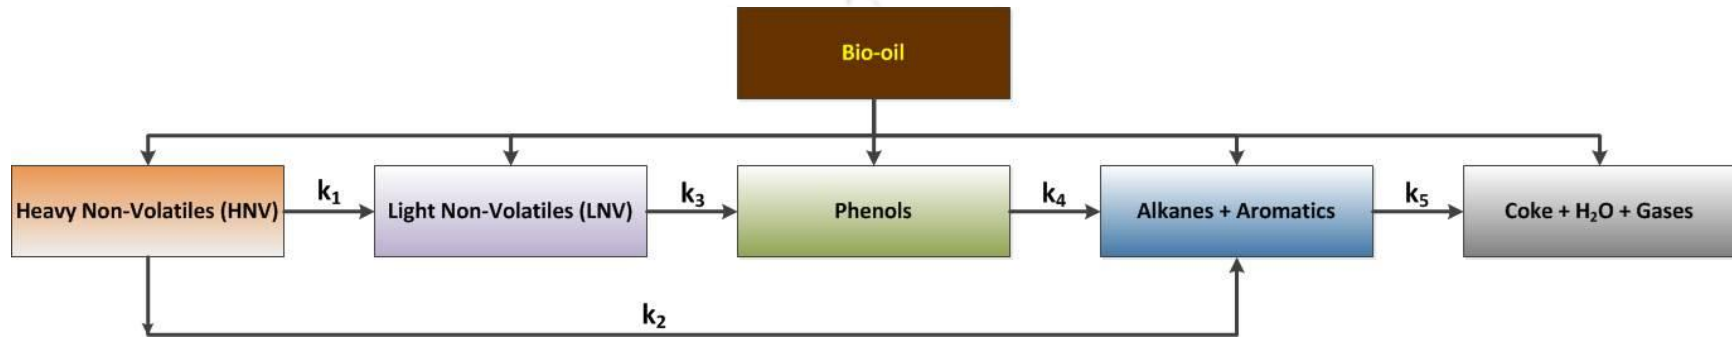 Bio-oil
Heavy Non-Volatiles (HNV)
k₁
Light Non-Volatiles (LNV)
k₃
Phenols
k₄
Alkanes + Aromatics
k₅
Coke + H₂O + Gases
k₂